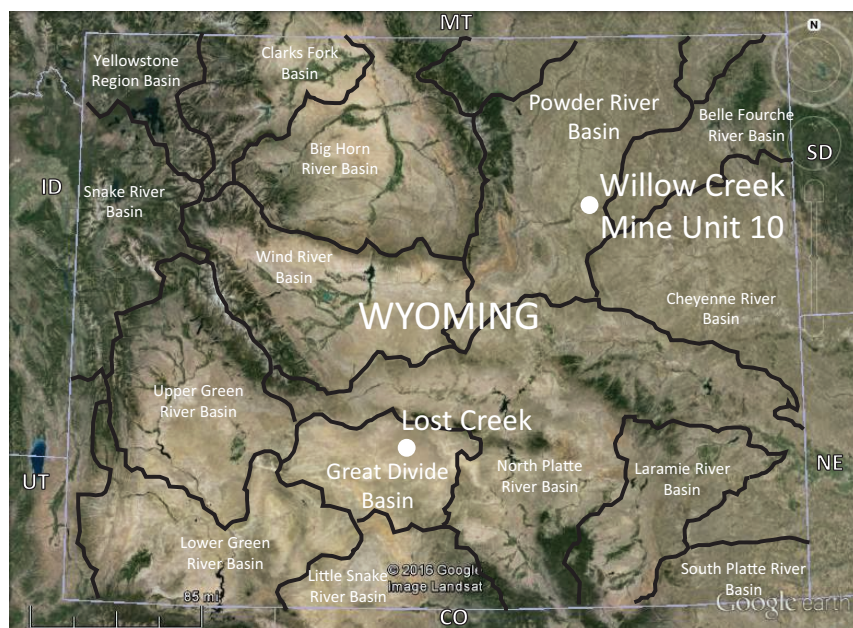 MT
N
Yellowstone
Region Basin
Clarks Fork
Basin
Powder River
Basin
Belle Fourche
River Basin
SD
Big Horn
River Basin
ID
Snake River
Basin
Willow Creek
Mine Unit 10
Wind River
Basin
WYOMING
Cheyenne River
Basin
Upper Green
River Basin
Lost Creek
Great Divide
Basin
North Platte
River Basin
Laramie River
Basin
NE
UT
Lower Green
River Basin
Little Snake
River Basin
© 2016 Google
Image Landsat
South Platte River
Basin
85 mi
Google earth
CO